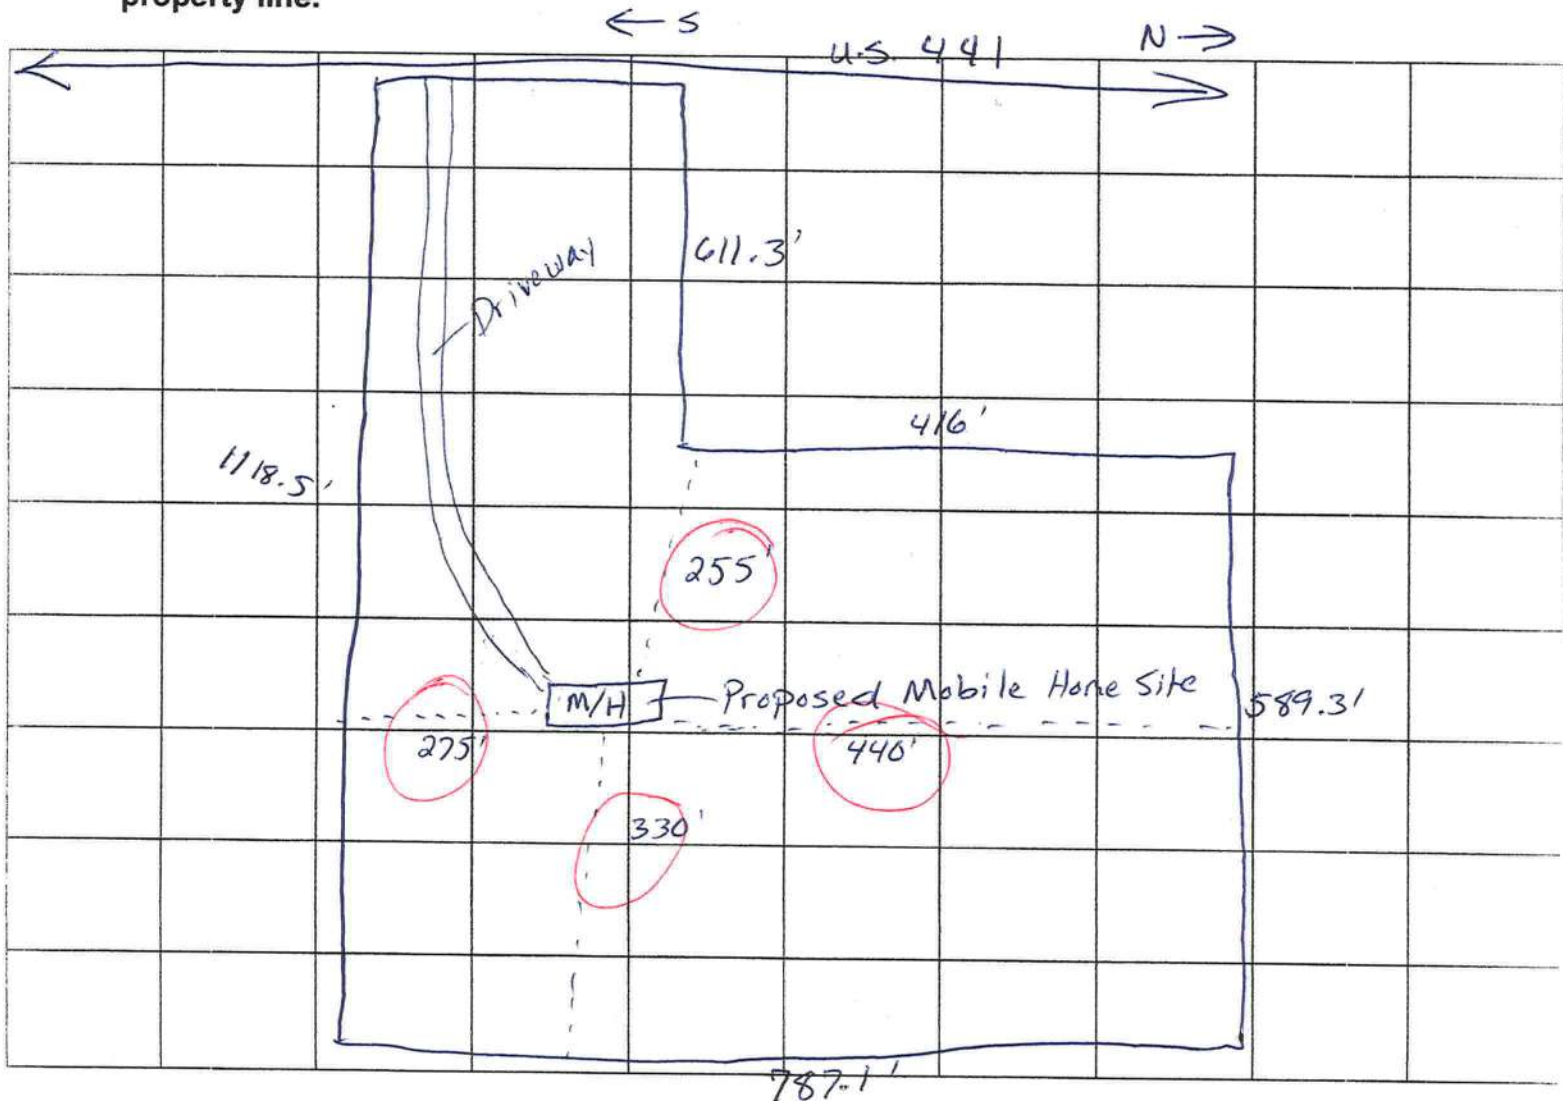 property line.
← S
U.S. 441
N →
611.3'
Driveway
416'
1118.5'
255'
M/H
Proposed Mobile Home Site
589.3'
275'
440'
330'
787.1'